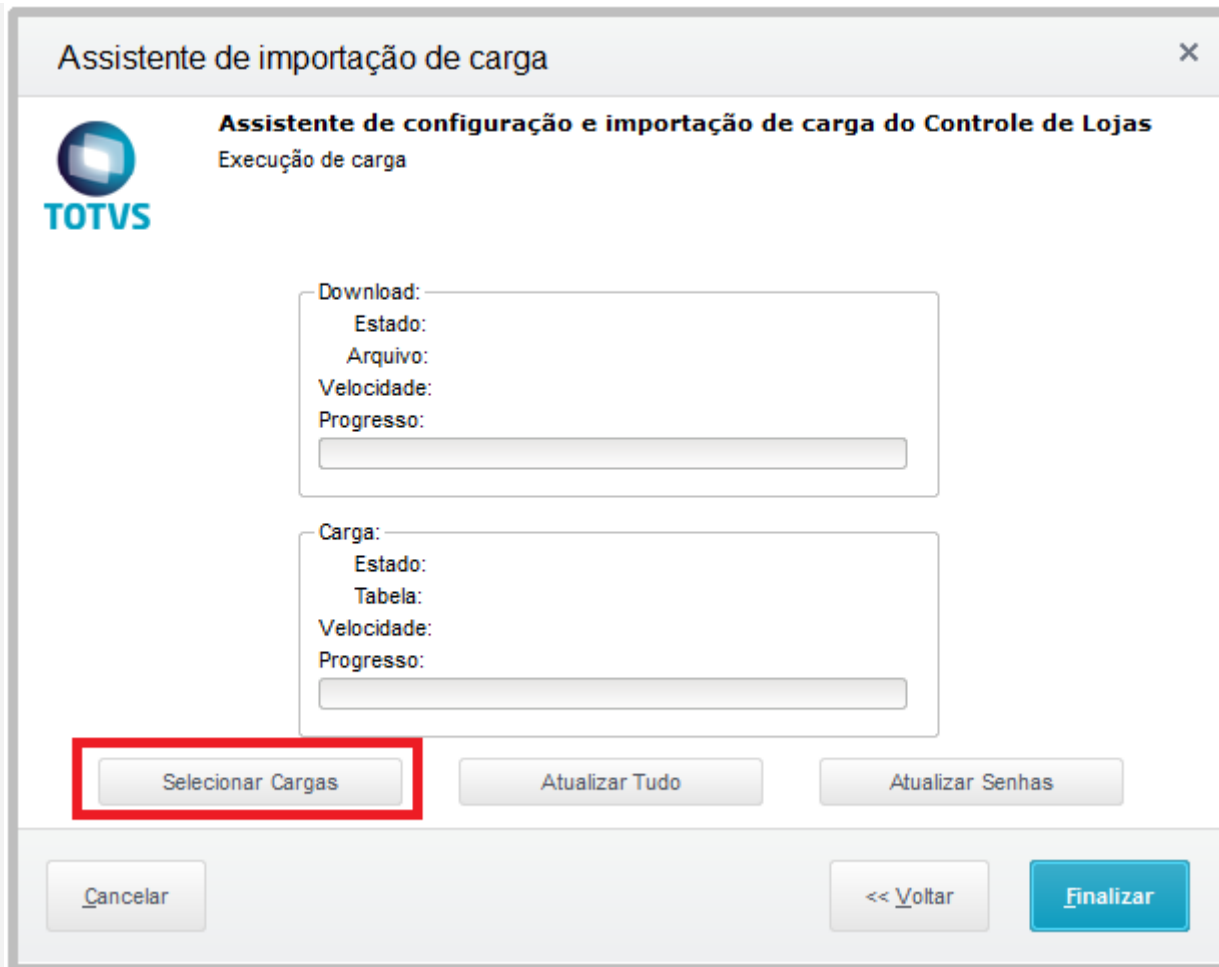 Assistente de importação de carga
×
Assistente de configuração e importação de carga do Controle de Lojas
Execução de carga
TOTVS
Download:
Estado:
Arquivo:
Velocidade:
Progresso:
Carga:
Estado:
Tabela:
Velocidade:
Progresso:
Selecionar Cargas Atualizar Tudo Atualizar Senhas
Cancelar << Voltar Finalizar